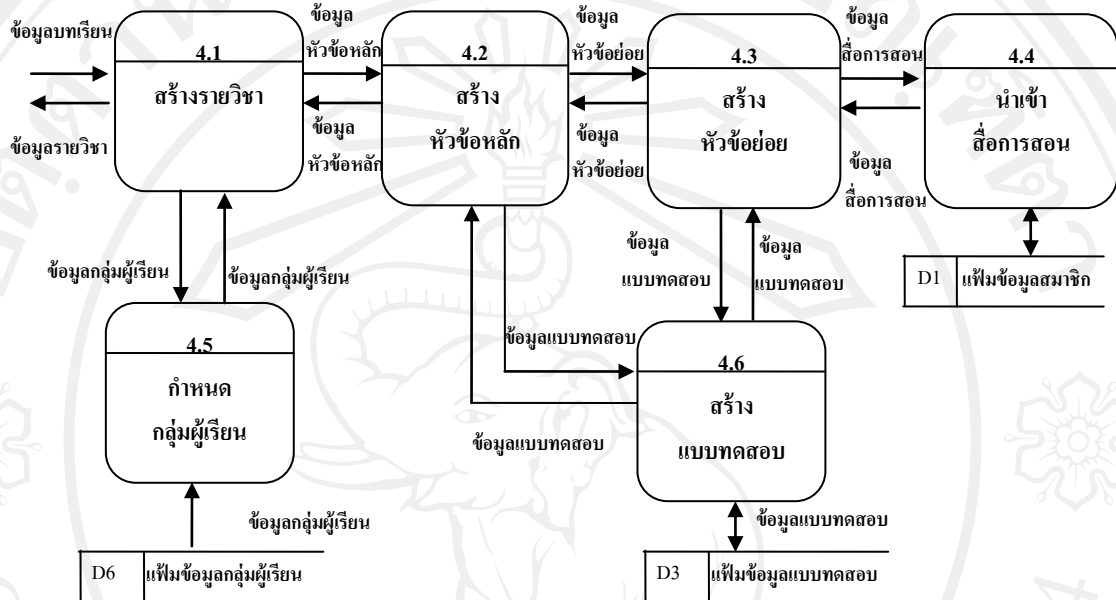 ข้อมูลบทเรียน
ข้อมูลรายวิชา
4.1
สร้างรายวิชา
ข้อมูล
หัวข้อหลัก
ข้อมูล
หัวข้อหลัก
4.2
สร้าง
หัวข้อหลัก
ข้อมูล
หัวข้อย่อย
ข้อมูล
หัวข้อย่อย
4.3
สร้าง
หัวข้อย่อย
ข้อมูล
สื่อการสอน
ข้อมูล
สื่อการสอน
4.4
นำเข้า
สื่อการสอน
ข้อมูลกลุ่มผู้เรียน
ข้อมูลกลุ่มผู้เรียน
ข้อมูล
แบบทดสอบ
ข้อมูล
แบบทดสอบ
D1
แฟ้มข้อมูลสมาชิก
4.5
กำหนด
กลุ่มผู้เรียน
ข้อมูลแบบทดสอบ
ข้อมูลแบบทดสอบ
4.6
สร้าง
แบบทดสอบ
ข้อมูลกลุ่มผู้เรียน
ข้อมูลแบบทดสอบ
D6
แฟ้มข้อมูลกลุ่มผู้เรียน
D3
แฟ้มข้อมูลแบบทดสอบ